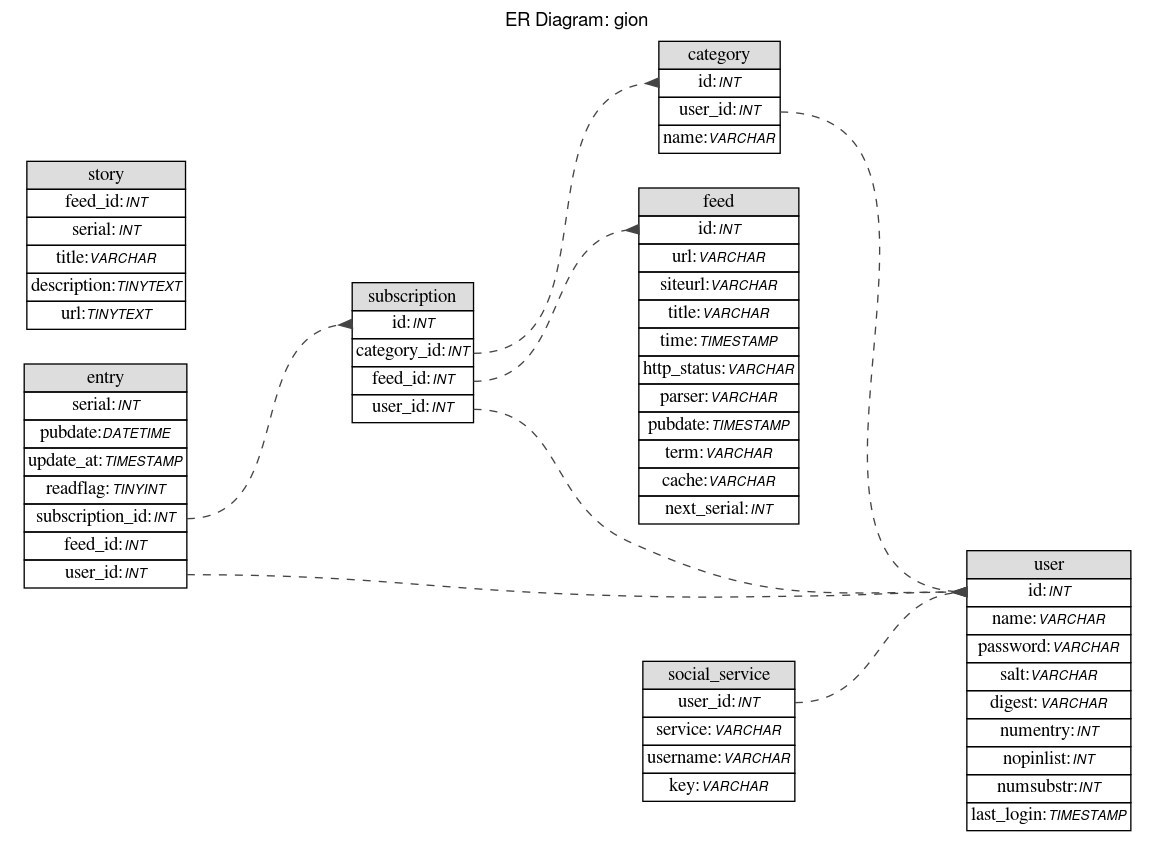 ER Diagram: gion
category
id: INT
user_id: INT
name: VARCHAR
story
feed_id: INT
serial: INT
title: VARCHAR
description: TINYTEXT
url: TINYTEXT
feed
id: INT
url: VARCHAR
siteurl: VARCHAR
title: VARCHAR
time: TIMESTAMP
http_status: VARCHAR
parser: VARCHAR
pubdate: TIMESTAMP
term: VARCHAR
cache: VARCHAR
next_serial: INT
subscription
id: INT
category_id: INT
feed_id: INT
user_id: INT
entry
serial: INT
pubdate: DATETIME
update_at: TIMESTAMP
readflag: TINYINT
subscription_id: INT
feed_id: INT
user_id: INT
user
id: INT
name: VARCHAR
password: VARCHAR
salt: VARCHAR
digest: VARCHAR
numentry: INT
nopinlist: INT
numsubstr: INT
last_login: TIMESTAMP
social_service
user_id: INT
service: VARCHAR
username: VARCHAR
key: VARCHAR